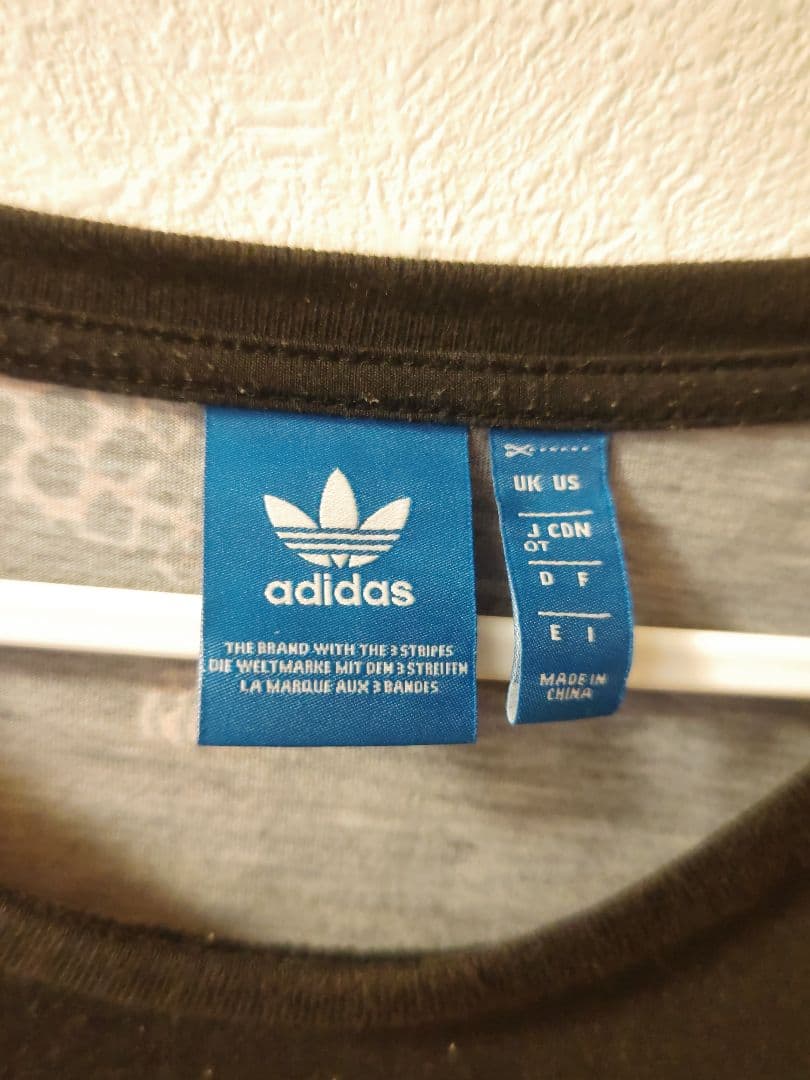 adidas
THE BRAND WITH THE 3 STRIPES
DIE WELTMARKE MIT DEN 3 STREIFEN
LA MARQUE AUX 3 BANDES
UK US
J CDN
OT
D F
E I
MADE IN
CHINA